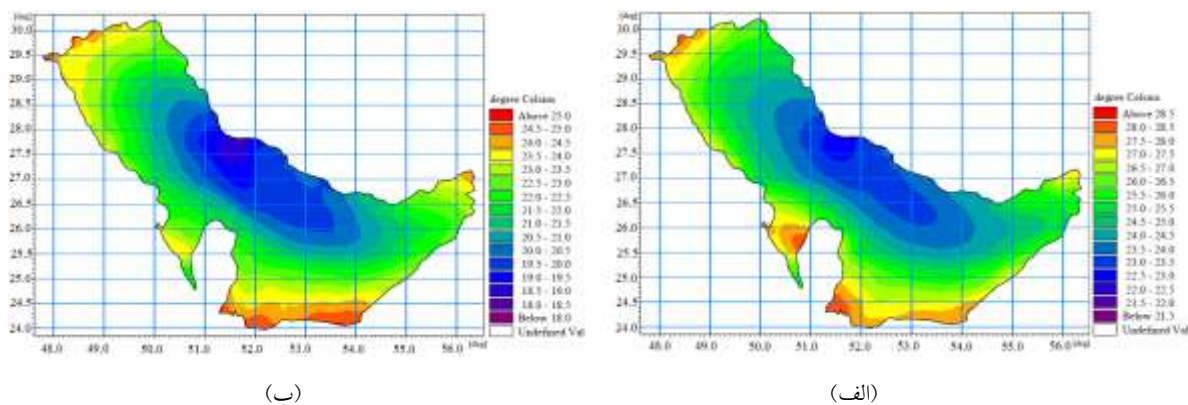 [deg]
30.0
29.5
29.0
28.5
28.0
27.5
27.0
26.5
26.0
25.5
25.0
24.5
24.0
48.0 49.0 50.0 51.0 52.0 53.0 54.0 55.0 56.0 [deg]
degree
Above 25.0
24.5 - 25.0
24.0 - 24.5
23.5 - 24.0
23.0 - 23.5
22.5 - 23.0
22.0 - 22.5
21.5 - 22.0
21.0 - 21.5
20.5 - 21.0
20.0 - 20.5
19.5 - 20.0
19.0 - 19.5
18.5 - 19.0
18.0 - 18.5
Below 18.0
Undefined Val
(ب)
[deg]
30.0
29.5
29.0
28.5
28.0
27.5
27.0
26.5
26.0
25.5
25.0
24.5
24.0
48.0 49.0 50.0 51.0 52.0 53.0 54.0 55.0 56.0 [deg]
degree
Above 28.5
28.0 - 28.5
27.5 - 28.0
27.0 - 27.5
26.5 - 27.0
26.0 - 26.5
25.5 - 26.0
25.0 - 25.5
24.5 - 25.0
24.0 - 24.5
23.5 - 24.0
23.0 - 23.5
22.5 - 23.0
22.0 - 22.5
21.5 - 22.0
Below 21.5
Undefined Val
(الف)